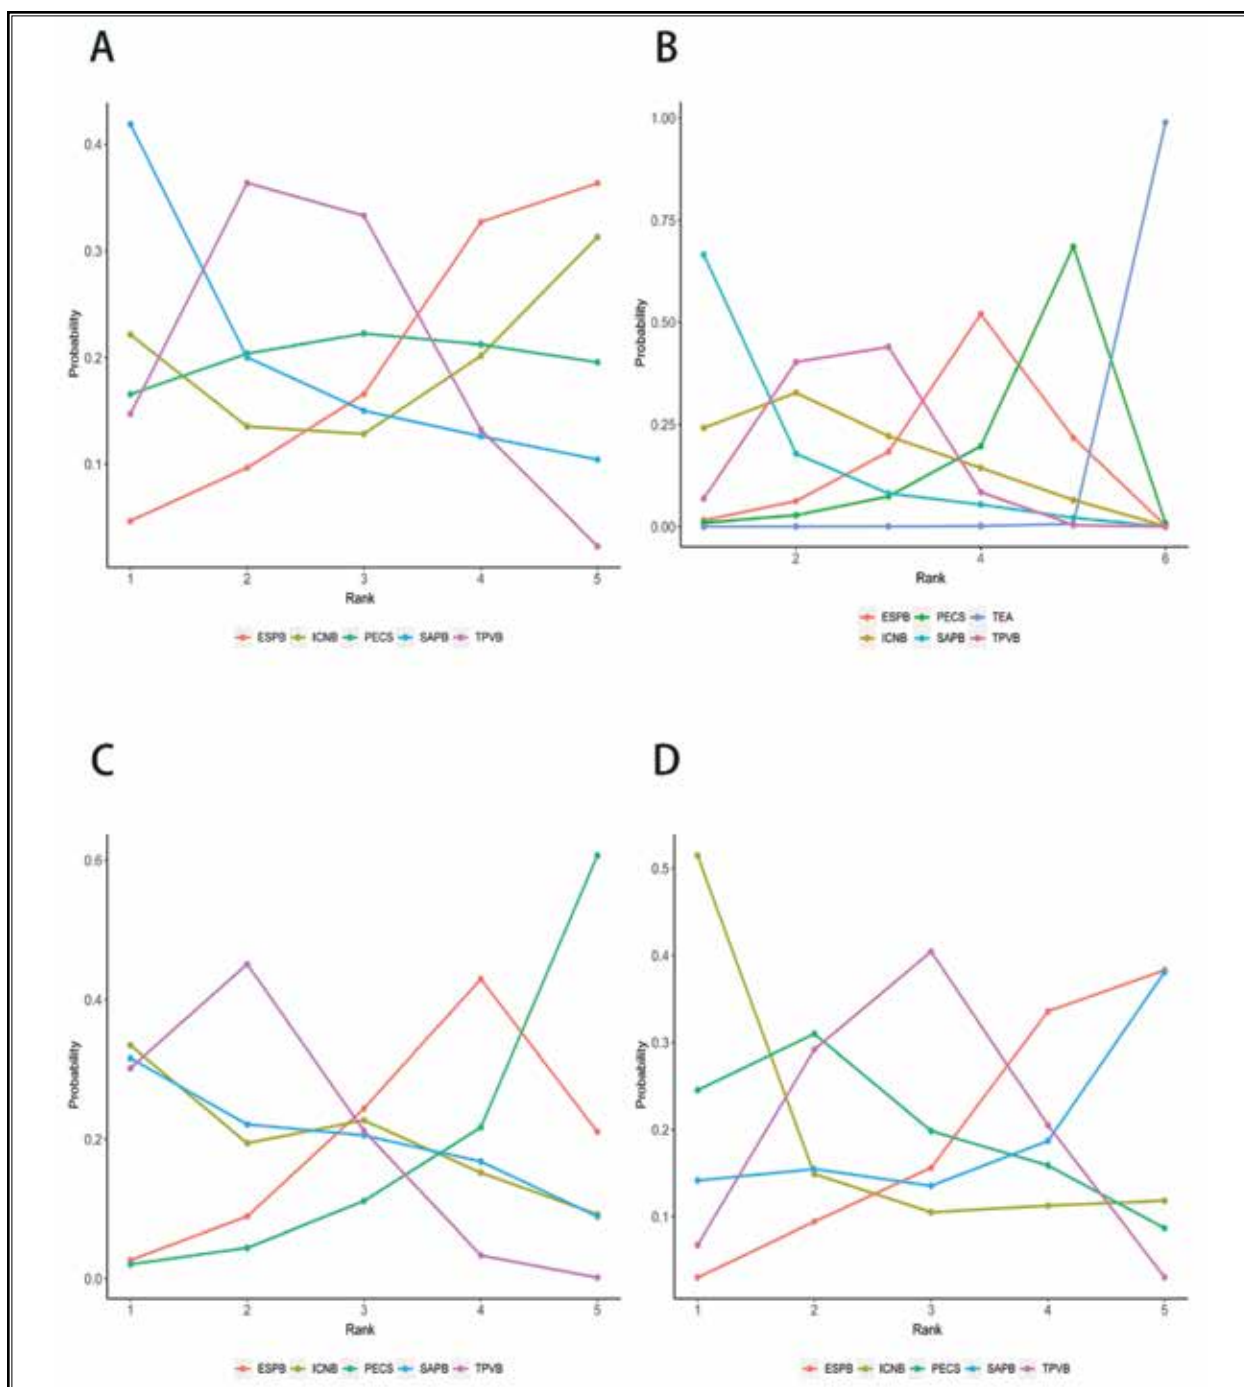 A
B
0.4
0.3
0.2
0.1
Probability
1 2 3 4 5
Rank
ESPB ICNB PECS SAPB TPVB
1.00
0.75
0.50
0.25
0.00
Probability
2 4 6
Rank
ESPB PECS TEA
ICNB SAPB TPVB
C
D
0.6
0.4
0.2
0.0
Probability
1 2 3 4 5
Rank
ESPB ICNB PECS SAPB TPVB
0.5
0.4
0.3
0.2
0.1
Probability
1 2 3 4 5
Rank
ESPB ICNB PECS SAPB TPVB